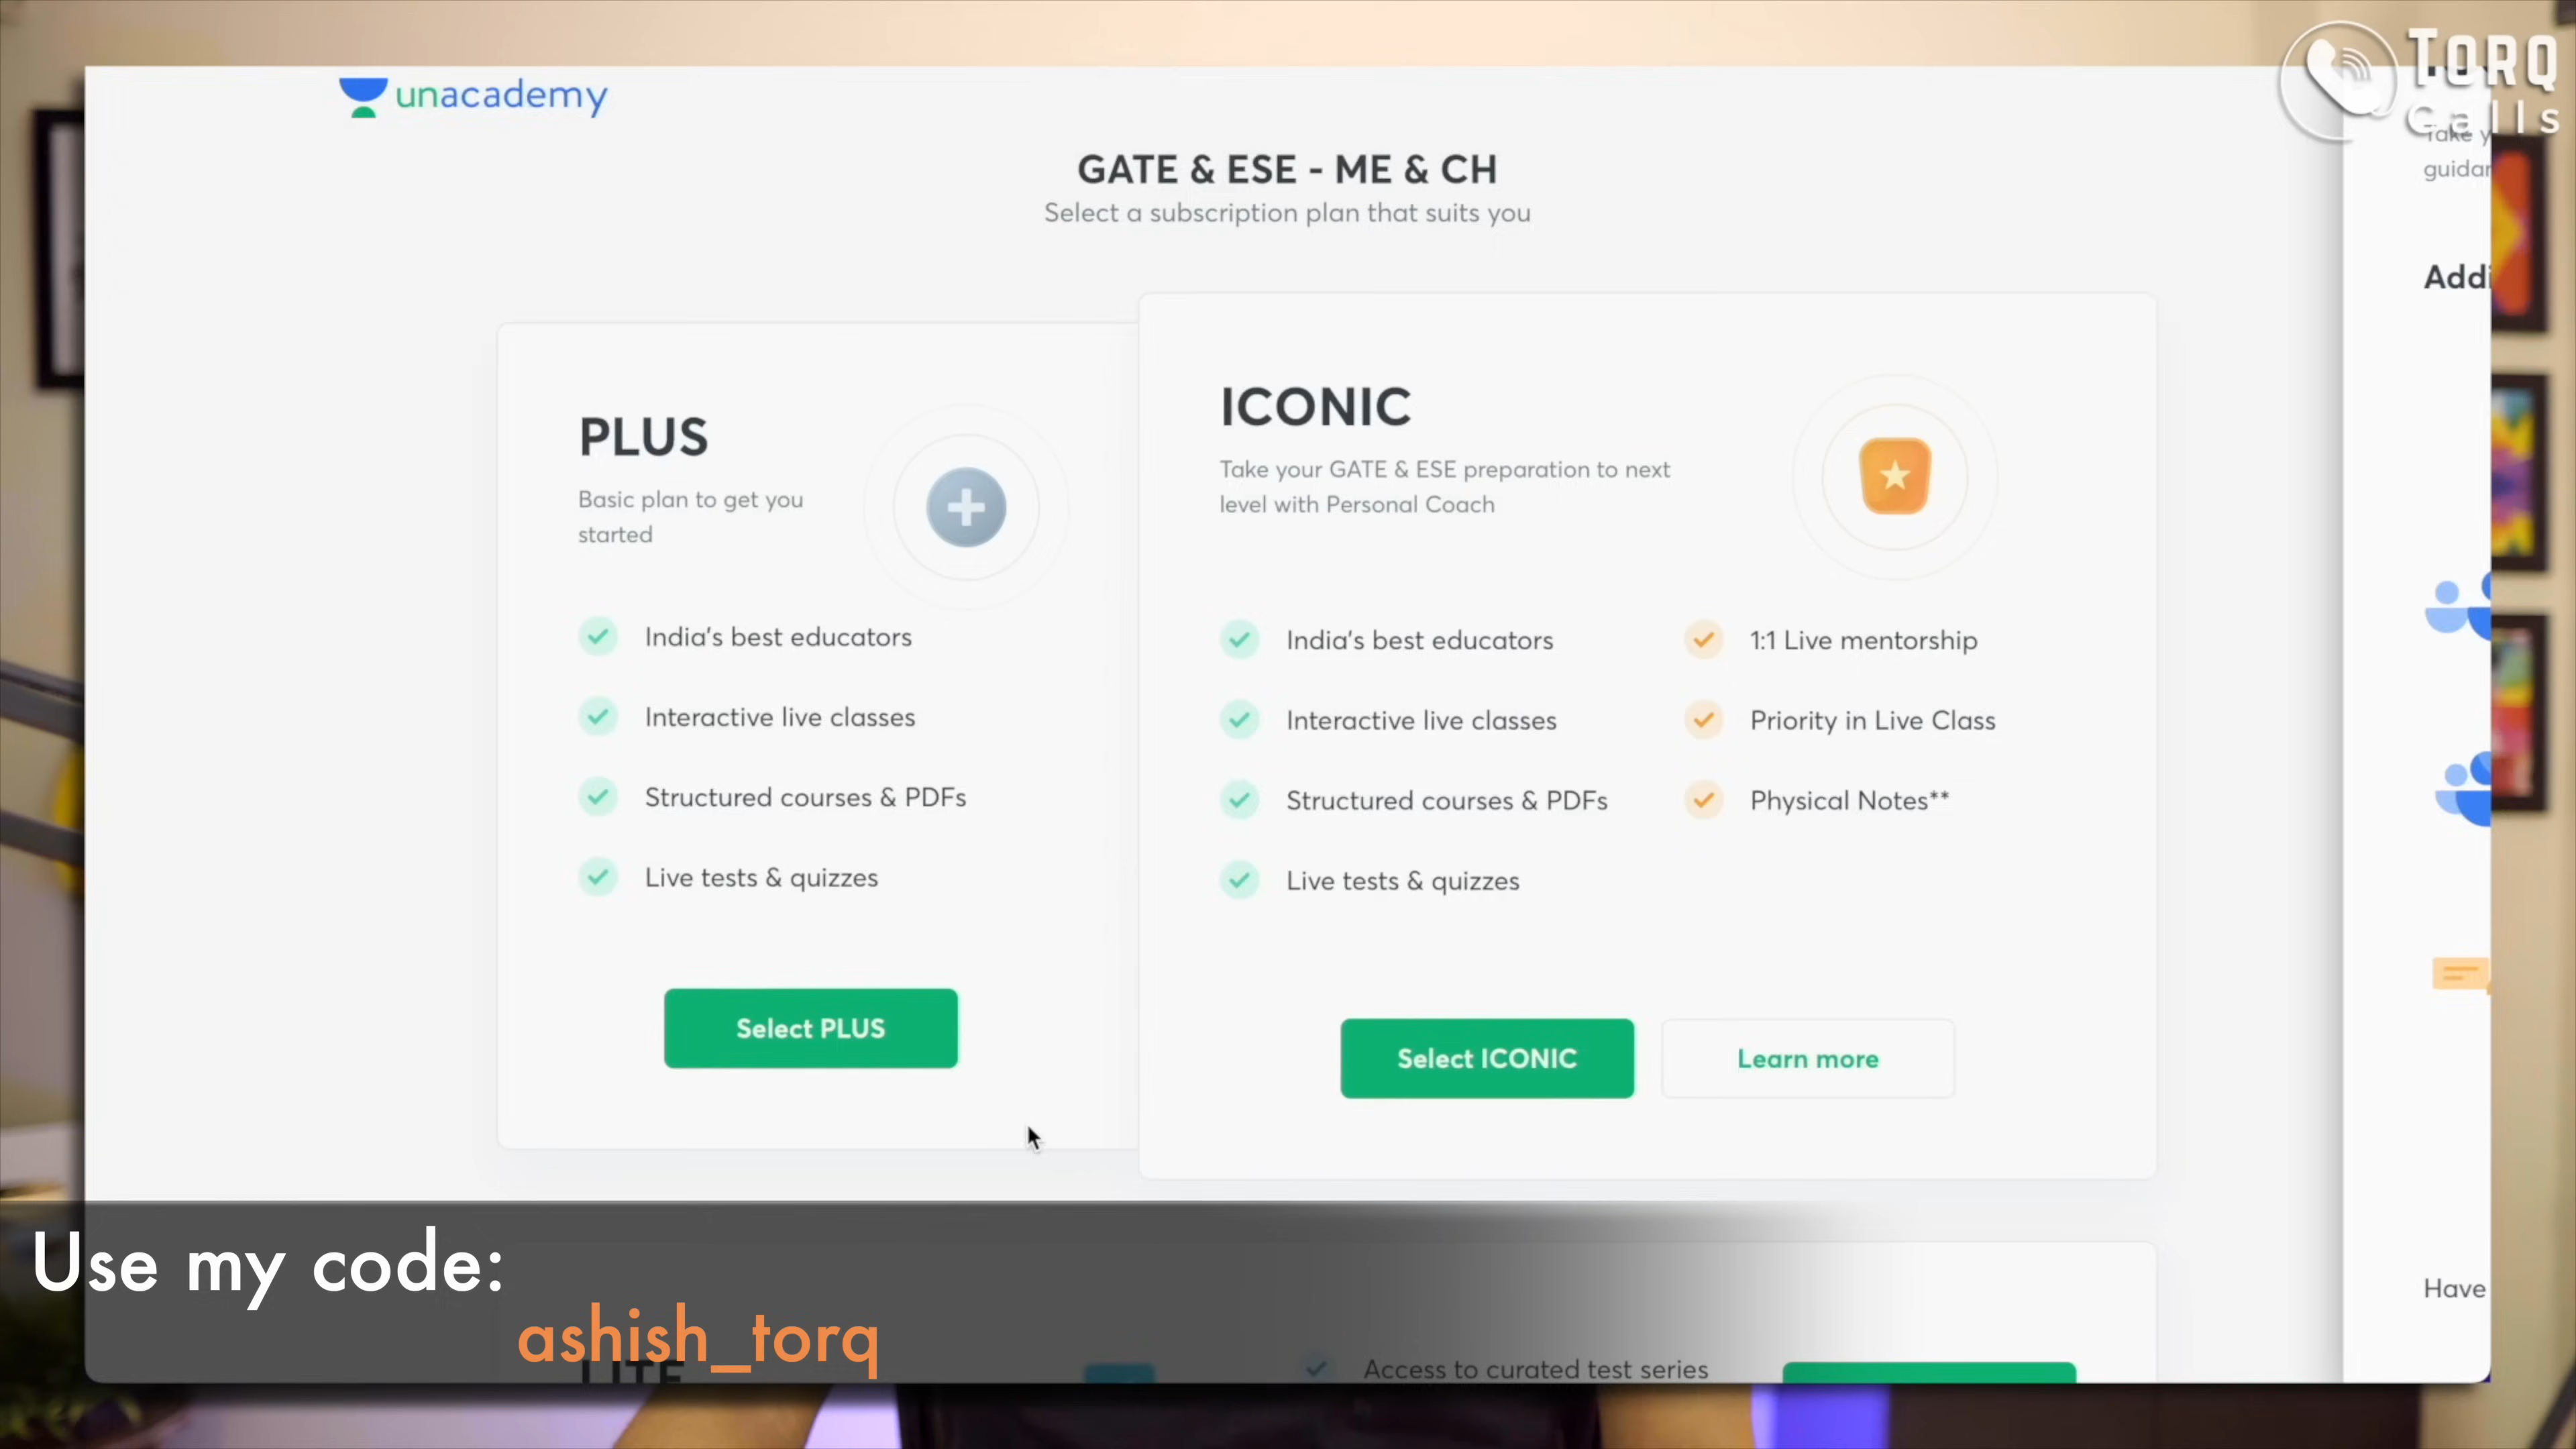 unacademy
TORQ
Calls
GATE & ESE - ME & CH
Select a subscription plan that suits you
Take y
guidan
Addi
PLUS
Basic plan to get you
started
India's best educators
Interactive live classes
Structured courses & PDFs
Live tests & quizzes
Select PLUS
ICONIC
Take your GATE & ESE preparation to next
level with Personal Coach
India's best educators
Interactive live classes
Structured courses & PDFs
Live tests & quizzes
1:1 Live mentorship
Priority in Live Class
Physical Notes**
Select ICONIC
Learn more
Have
Use my code:
ashish_torq
LITE
Access to curated test series